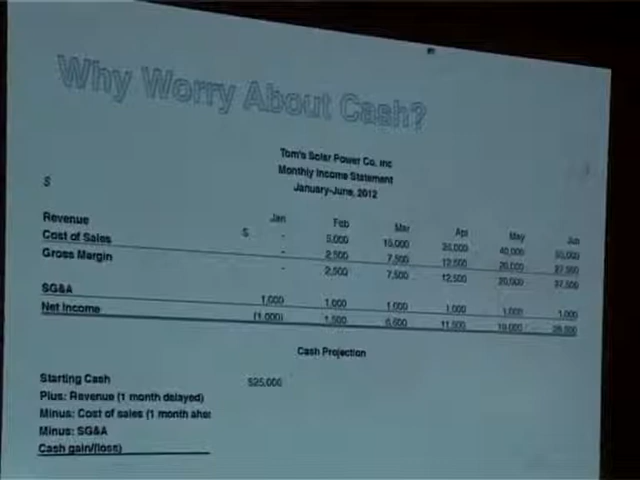 Why Worry About Cash?
Tom's Solar Power Co. Inc
Monthly Income Statement
January-June, 2012
$
Jan Feb Mar Apr May Jun
Revenue $ - 5,000 15,000 25,000 40,000 55,000
Cost of Sales - 2,500 7,500 12,500 20,000 27,500
Gross Margin - 2,500 7,500 12,500 20,000 27,500
SG&A 1,000 1,000 1,000 1,000 1,000 1,000
Net Income (1,000) 1,500 6,500 11,500 19,000 26,500
Cash Projection
Starting Cash $25,000
Plus: Revenue (1 month delayed)
Minus: Cost of sales (1 month ahea
Minus: SG&A
Cash gain/(loss)